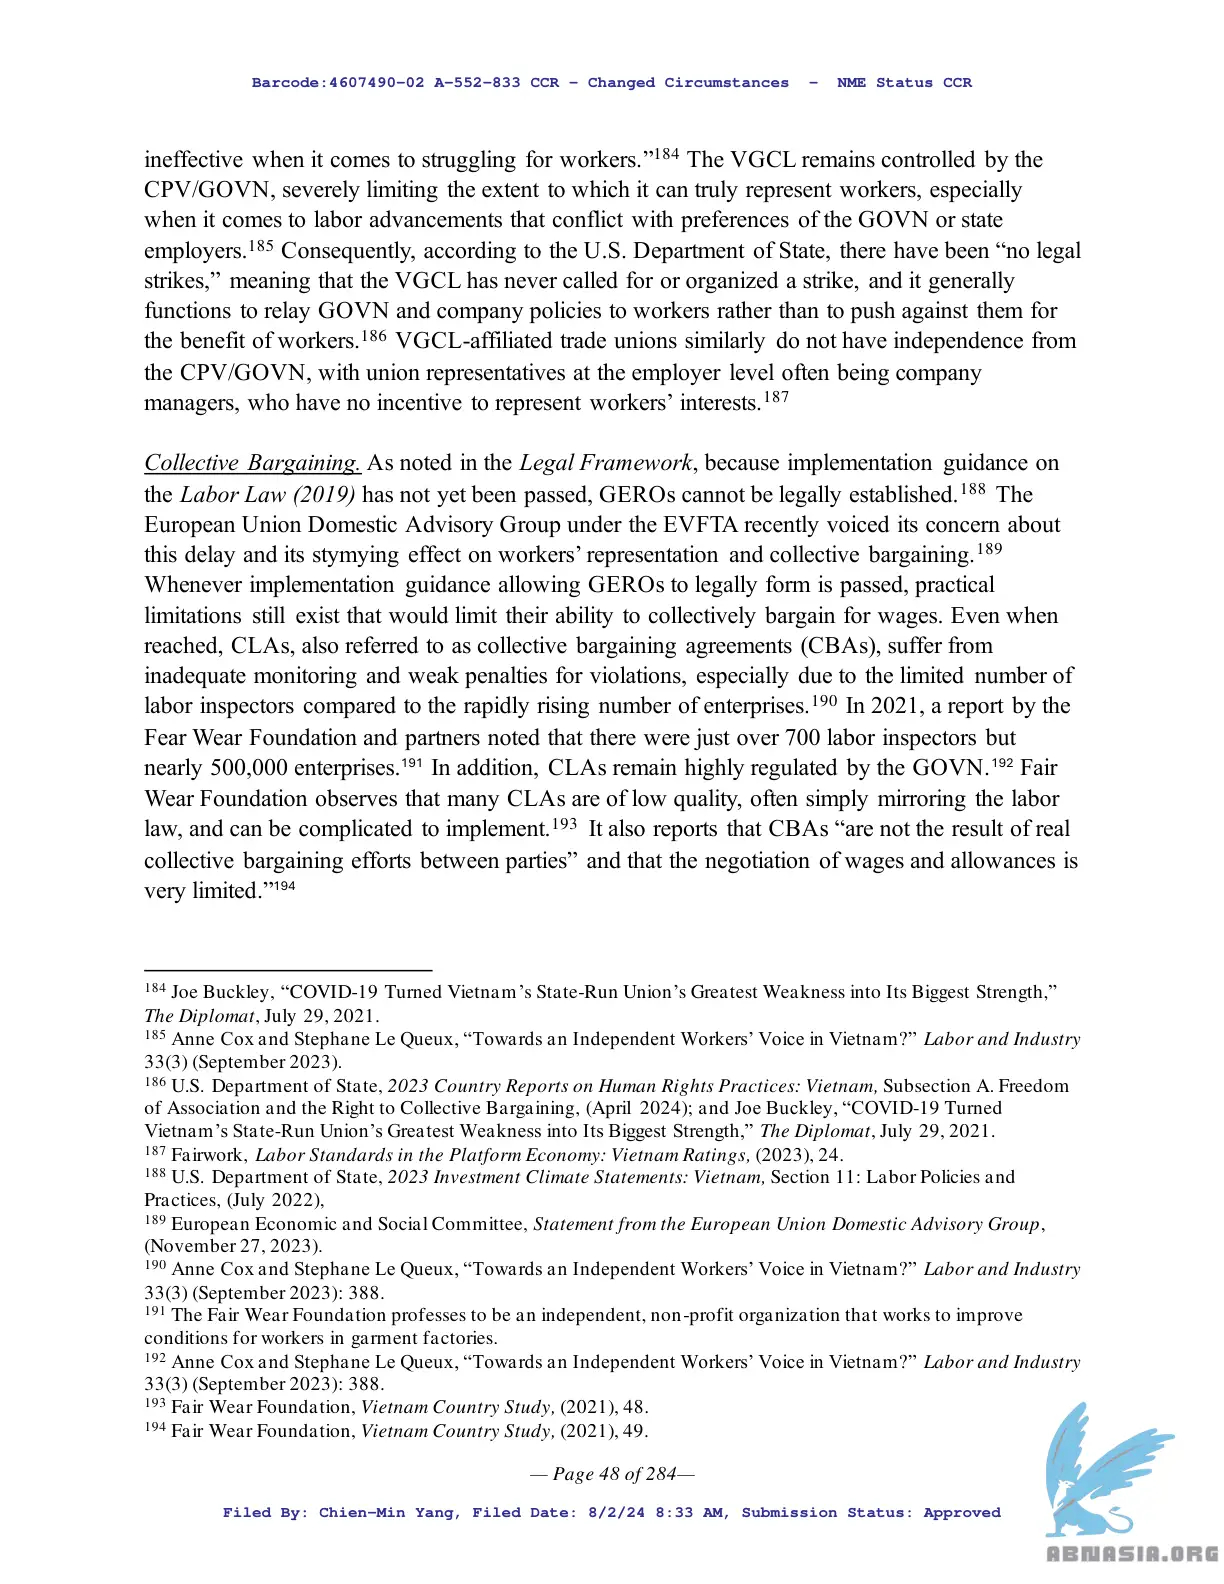 Barcode:4607490-02 A-552-833 CCR - Changed Circumstances - NME Status CCR
ineffective when it comes to struggling for workers.”184 The VGCL remains controlled by the
CPV/GOVN, severely limiting the extent to which it can truly represent workers, especially
when it comes to labor advancements that conflict with preferences of the GOVN or state
employers.185 Consequently, according to the U.S. Department of State, there have been “no legal
strikes,” meaning that the VGCL has never called for or organized a strike, and it generally
functions to relay GOVN and company policies to workers rather than to push against them for
the benefit of workers.186 VGCL-affiliated trade unions similarly do not have independence from
the CPV/GOVN, with union representatives at the employer level often being company
managers, who have no incentive to represent workers’ interests.187
Collective Bargaining. As noted in the Legal Framework, because implementation guidance on
the Labor Law (2019) has not yet been passed, GEROs cannot be legally established.188 The
European Union Domestic Advisory Group under the EVFTA recently voiced its concern about
this delay and its stymying effect on workers’ representation and collective bargaining.189
Whenever implementation guidance allowing GEROs to legally form is passed, practical
limitations still exist that would limit their ability to collectively bargain for wages. Even when
reached, CLAs, also referred to as collective bargaining agreements (CBAs), suffer from
inadequate monitoring and weak penalties for violations, especially due to the limited number of
labor inspectors compared to the rapidly rising number of enterprises.190 In 2021, a report by the
Fear Wear Foundation and partners noted that there were just over 700 labor inspectors but
nearly 500,000 enterprises.191 In addition, CLAs remain highly regulated by the GOVN.192 Fair
Wear Foundation observes that many CLAs are of low quality, often simply mirroring the labor
law, and can be complicated to implement.193 It also reports that CBAs “are not the result of real
collective bargaining efforts between parties” and that the negotiation of wages and allowances is
very limited.”194
184 Joe Buckley, “COVID-19 Turned Vietnam’s State-Run Union’s Greatest Weakness into Its Biggest Strength,”
The Diplomat, July 29, 2021.
185 Anne Cox and Stephane Le Queux, “Towards an Independent Workers’ Voice in Vietnam?” Labor and Industry
33(3) (September 2023).
186 U.S. Department of State, 2023 Country Reports on Human Rights Practices: Vietnam, Subsection A. Freedom
of Association and the Right to Collective Bargaining, (April 2024); and Joe Buckley, “COVID-19 Turned
Vietnam’s State-Run Union’s Greatest Weakness into Its Biggest Strength,” The Diplomat, July 29, 2021.
187 Fairwork, Labor Standards in the Platform Economy: Vietnam Ratings, (2023), 24.
188 U.S. Department of State, 2023 Investment Climate Statements: Vietnam, Section 11: Labor Policies and
Practices, (July 2022),
189 European Economic and Social Committee, Statement from the European Union Domestic Advisory Group,
(November 27, 2023).
190 Anne Cox and Stephane Le Queux, “Towards an Independent Workers’ Voice in Vietnam?” Labor and Industry
33(3) (September 2023): 388.
191 The Fair Wear Foundation professes to be an independent, non-profit organization that works to improve
conditions for workers in garment factories.
192 Anne Cox and Stephane Le Queux, “Towards an Independent Workers’ Voice in Vietnam?” Labor and Industry
33(3) (September 2023): 388.
193 Fair Wear Foundation, Vietnam Country Study, (2021), 48.
194 Fair Wear Foundation, Vietnam Country Study, (2021), 49.
— Page 48 of 284—
Filed By: Chien-Min Yang, Filed Date: 8/2/24 8:33 AM, Submission Status: Approved
ABNASIA.ORG